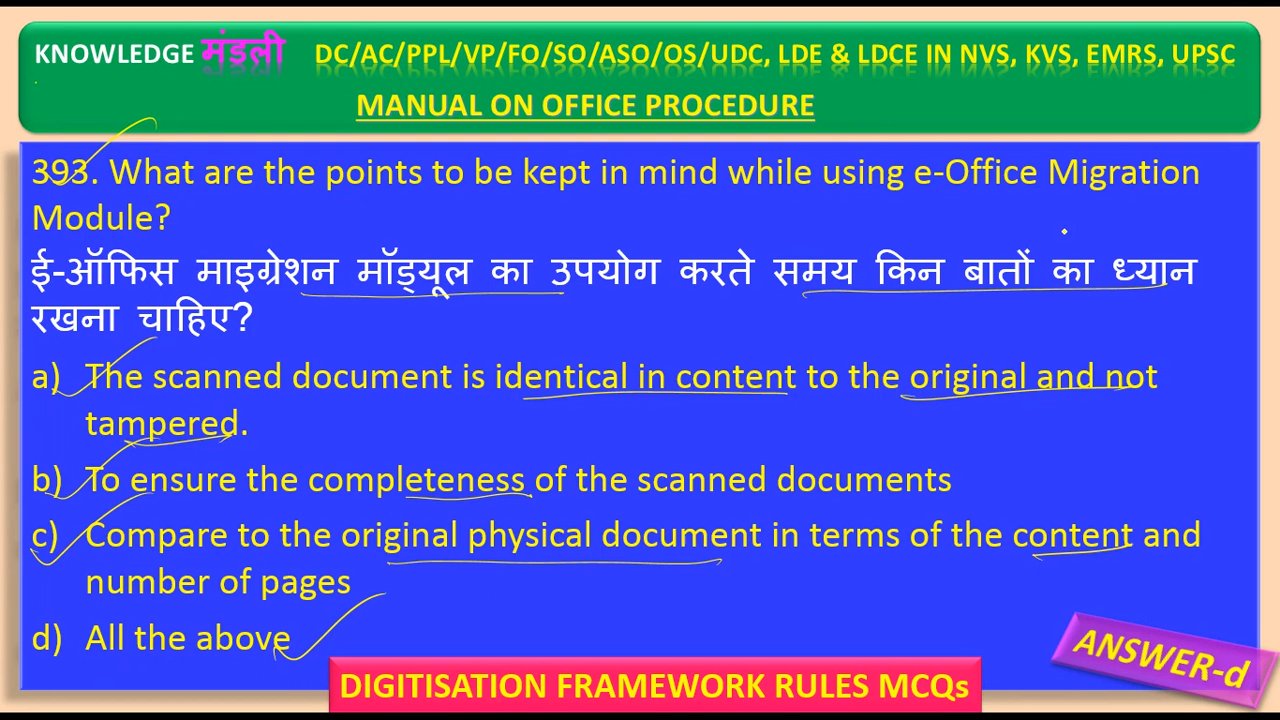 KNOWLEDGE मंडली DC/AC/PPL/VP/FO/SO/ASO/OS/UDC, LDE & LDCE IN NVS, KVS, EMRS, UPSC
MANUAL ON OFFICE PROCEDURE
393. What are the points to be kept in mind while using e-Office Migration
Module?
ई-ऑफिस माइग्रेशन मॉड्यूल का उपयोग करते समय किन बातों का ध्यान
रखना चाहिए?
a) The scanned document is identical in content to the original and not
tampered.
b) To ensure the completeness of the scanned documents
c) Compare to the original physical document in terms of the content and
number of pages
d) All the above
ANSWER-d
DIGITISATION FRAMEWORK RULES MCQs